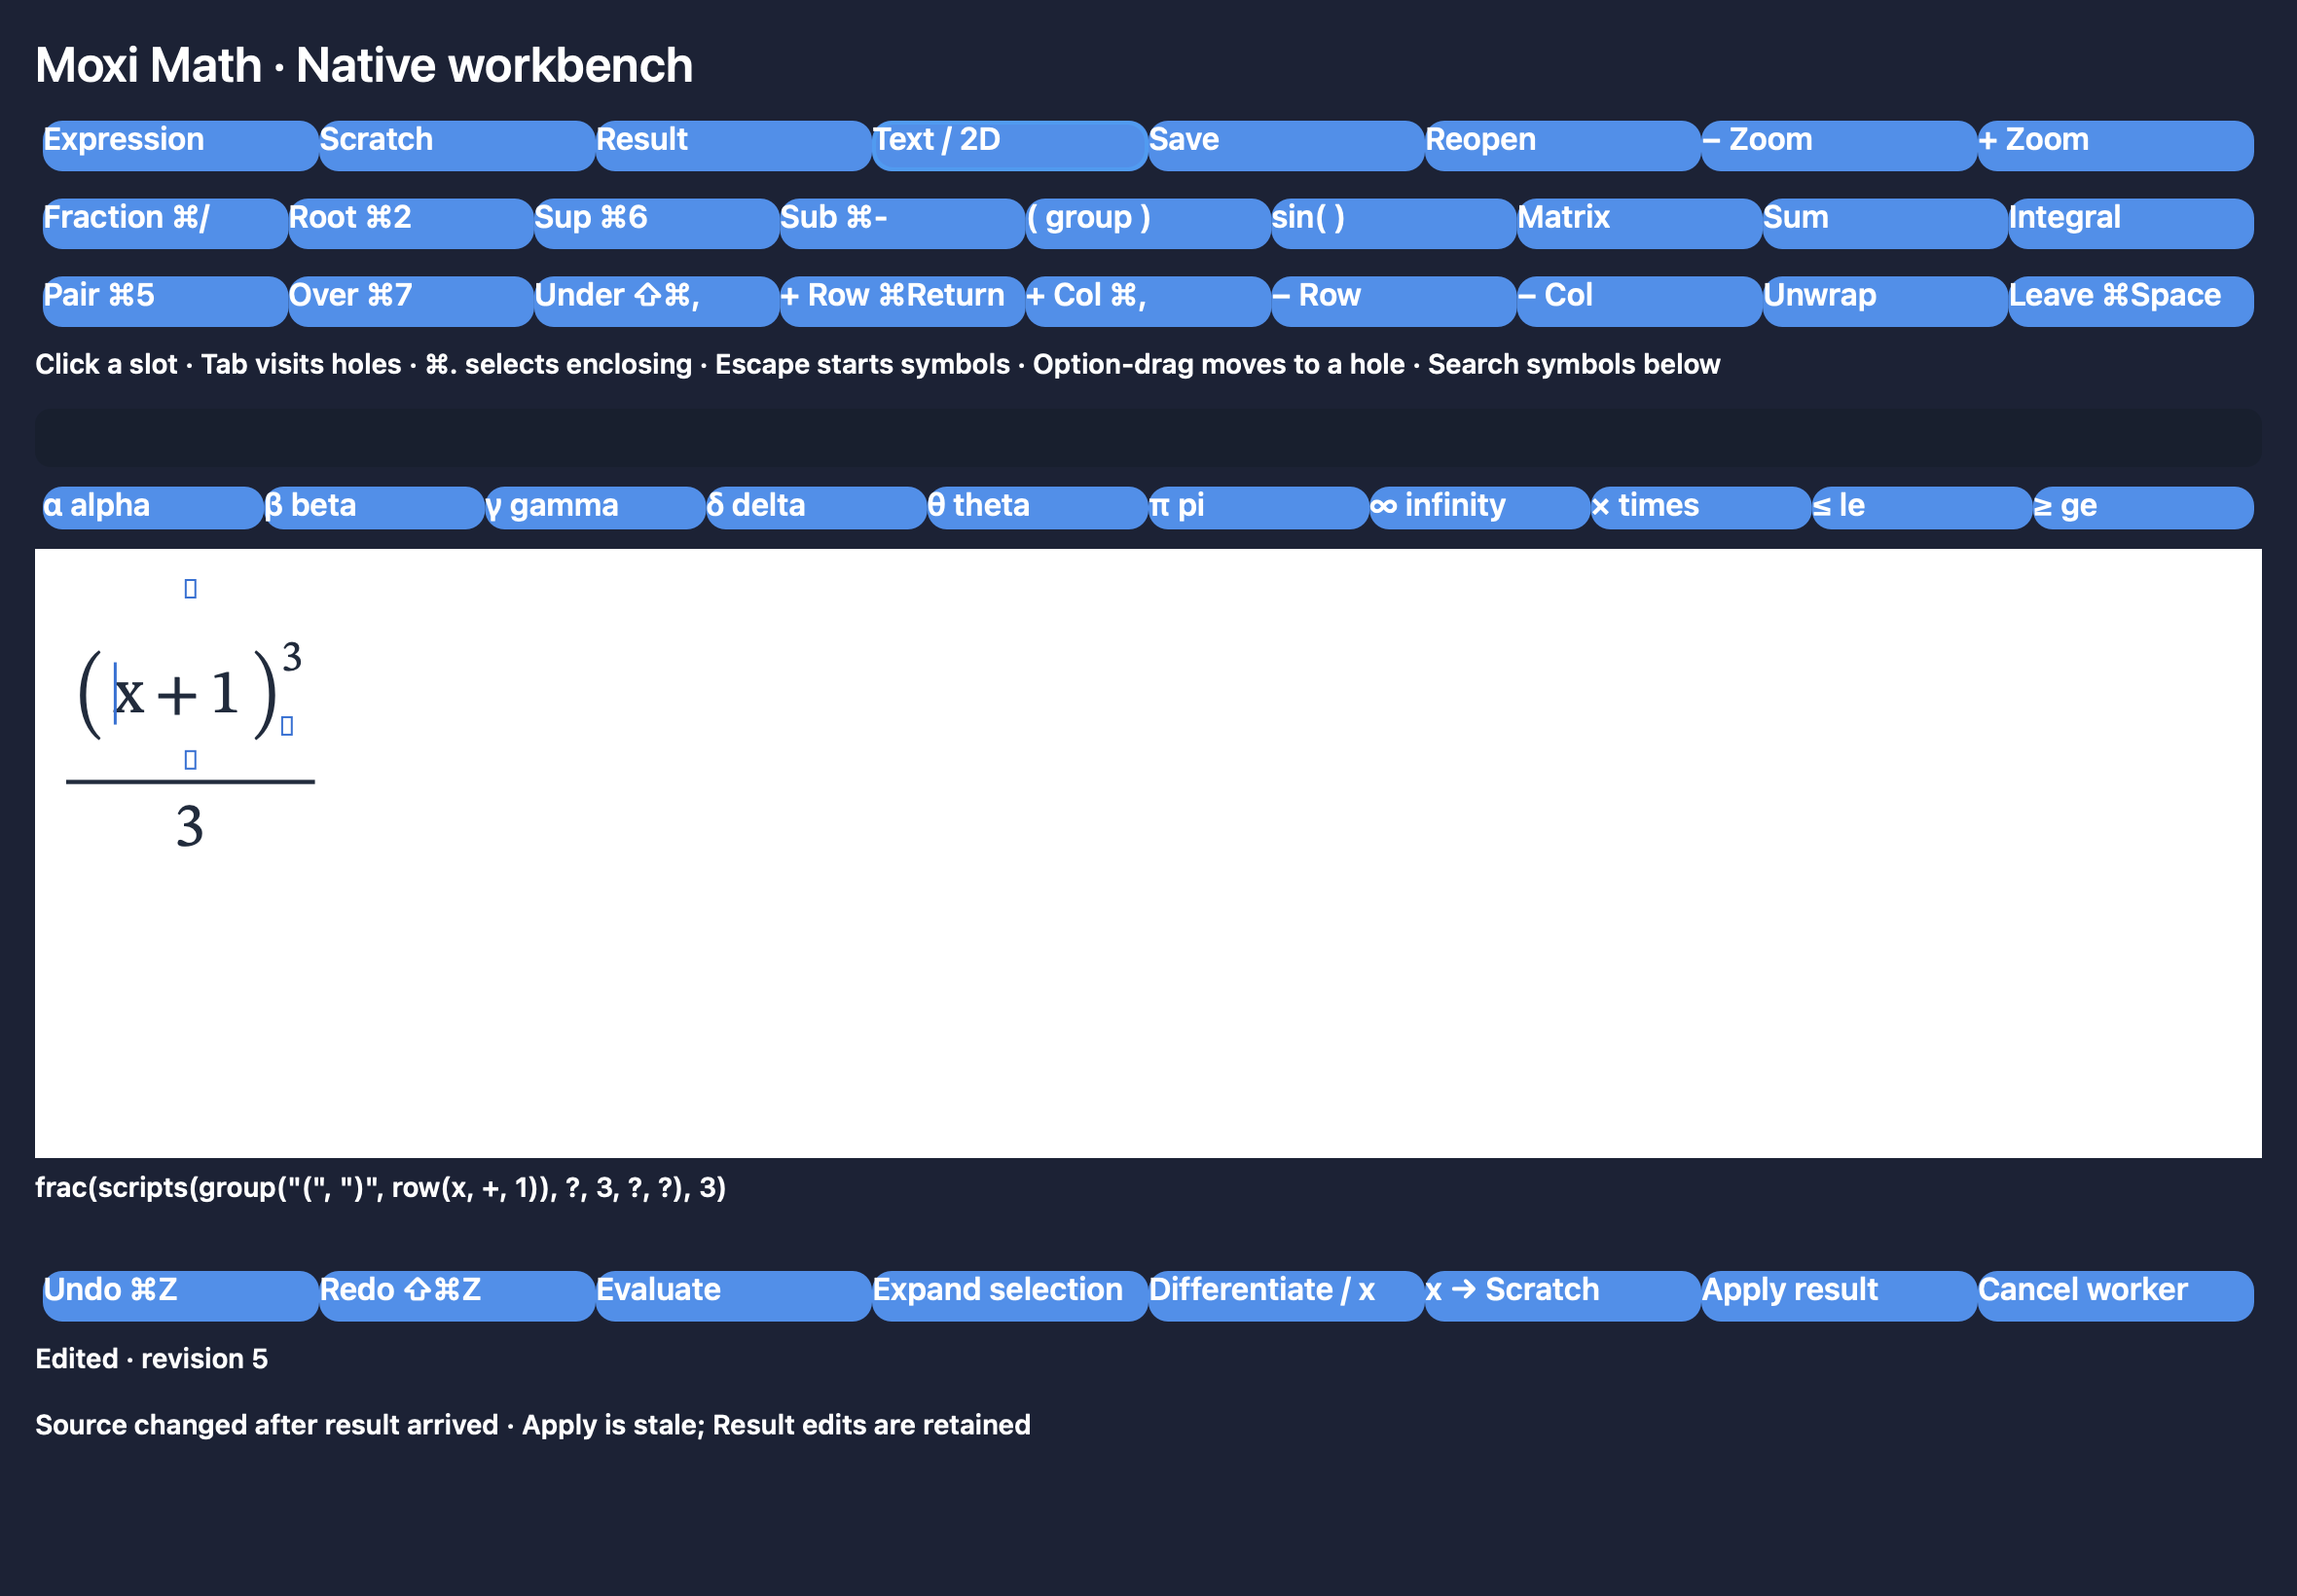 Moxi Math · Native workbench
Expression Scratch Result Text / 2D Save Reopen − Zoom + Zoom
Fraction ⌘/ Root ⌘2 Sup ⌘6 Sub ⌘- ( group ) sin( ) Matrix Sum Integral
Pair ⌘5 Over ⌘7 Under ⇧⌘, + Row ⌘Return + Col ⌘, − Row − Col Unwrap Leave ⌘Space
Click a slot · Tab visits holes · ⌘. selects enclosing · Escape starts symbols · Option-drag moves to a hole · Search symbols below
α alpha β beta γ gamma δ delta θ theta π pi ∞ infinity × times ≤ le ≥ ge
▯
3
( x + 1 )
▯
▯
3
frac(scripts(group("(", ")", row(x, +, 1)), ?, 3, ?, ?), 3)
Undo ⌘Z Redo ⇧⌘Z Evaluate Expand selection Differentiate / x x → Scratch Apply result Cancel worker
Edited · revision 5
Source changed after result arrived · Apply is stale; Result edits are retained